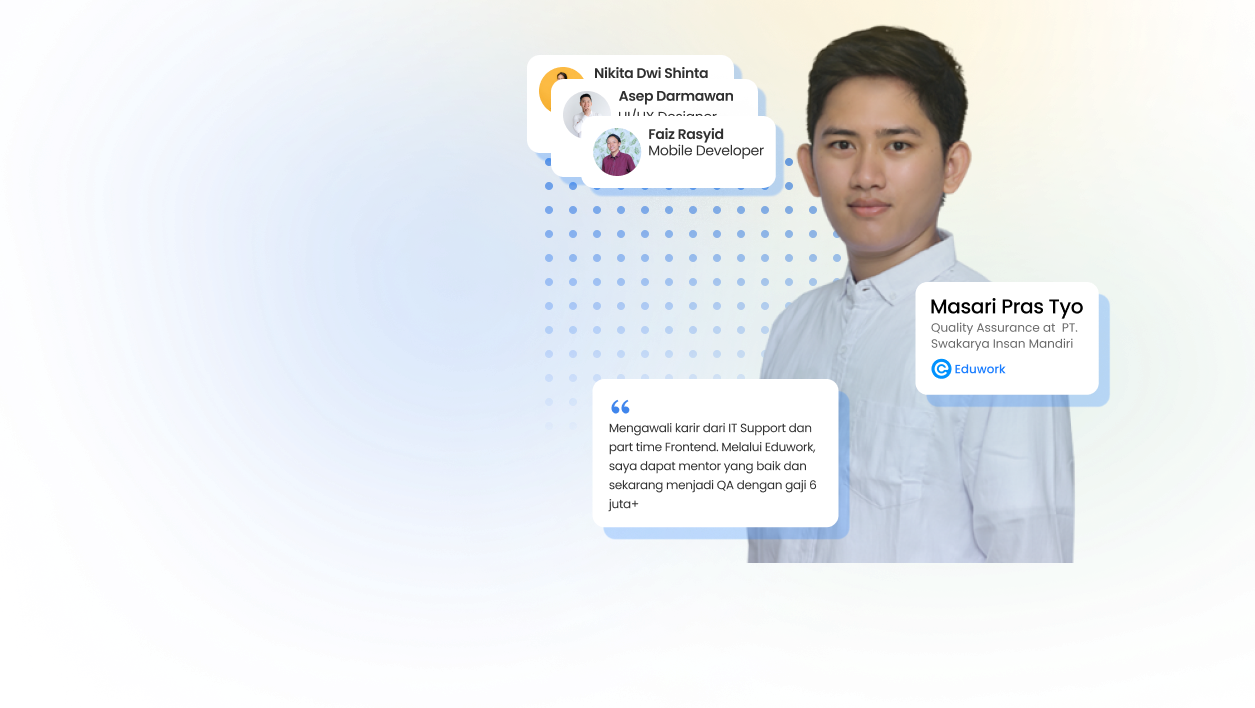 Nikita Dwi Shinta
Asep Darmawan
UI/UX Designer
Faiz Rasyid
Mobile Developer
Masari Pras Tyo
Quality Assurance at PT.
Swakarya Insan Mandiri
Eduwork
“
Mengawali karir dari IT Support dan
part time Frontend. Melalui Eduwork,
saya dapat mentor yang baik dan
sekarang menjadi QA dengan gaji 6
juta+